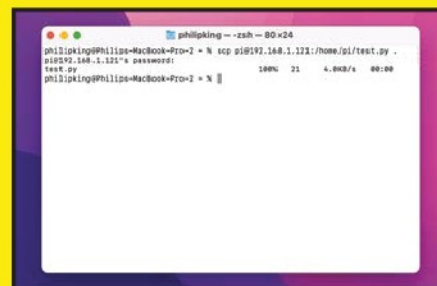 philipking — -zsh — 80×24
philipking@Philips-MacBook-Pro-2 ~ % scp pi@192.168.1.121:/home/pi/test.py .
pi@192.168.1.121's password:
test.py 100% 21 4.0KB/s 00:00
philipking@Philips-MacBook-Pro-2 ~ %